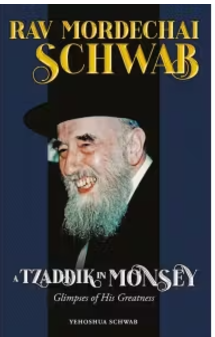 RAV MORDECHAI
SCHWAB
A TZADDIK IN MONSEY
Glimpses of His Greatness
YEHOSHUA SCHWAB